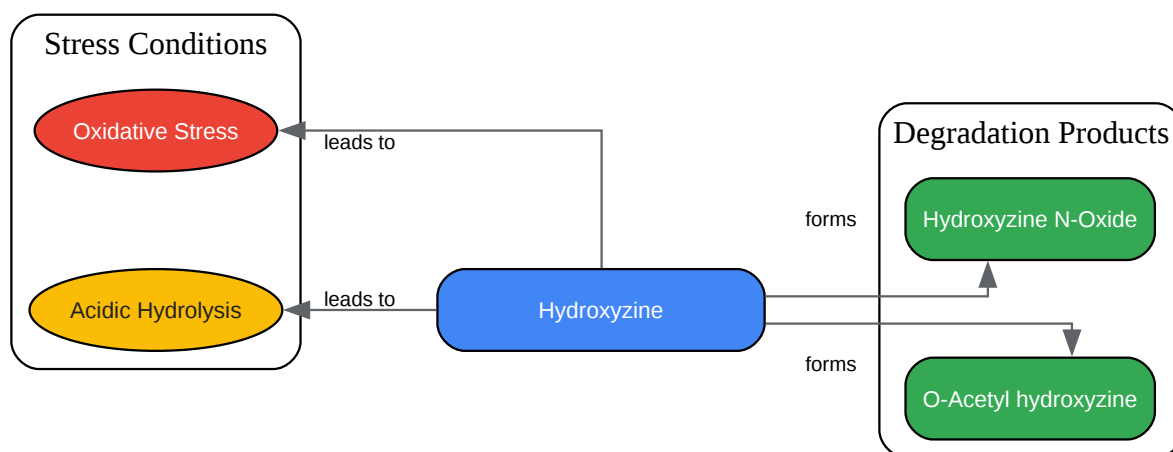 Stress Conditions
Oxidative Stress
leads to
Acidic Hydrolysis
leads to
Hydroxyzine
Degradation Products
forms
Hydroxyzine N-Oxide
forms
O-Acetyl hydroxyzine